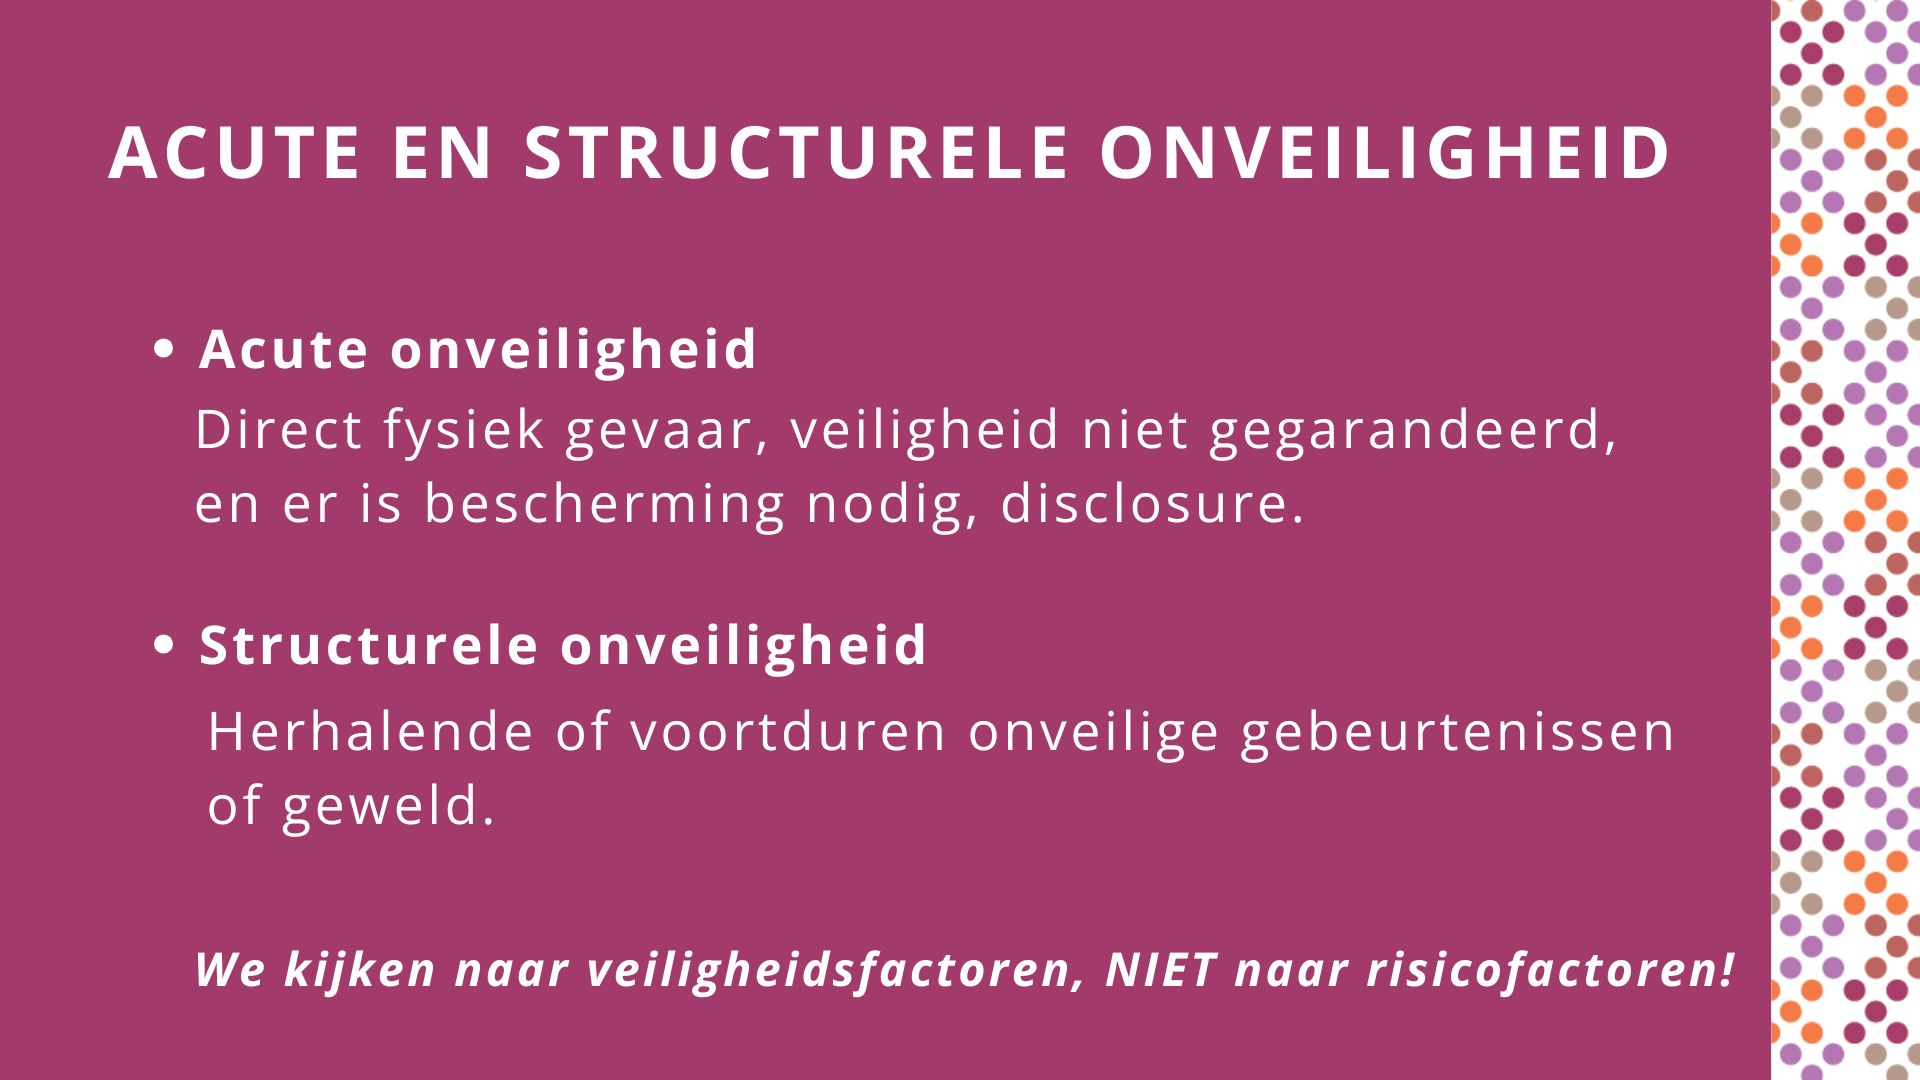 ACUTE EN STRUCTURELE ONVEILIGHEID
• Acute onveiligheid
Direct fysiek gevaar, veiligheid niet gegarandeerd,
en er is bescherming nodig, disclosure.
• Structurele onveiligheid
Herhalende of voortduren onveilige gebeurtenissen
of geweld.
We kijken naar veiligheidsfactoren, NIET naar risicofactoren!